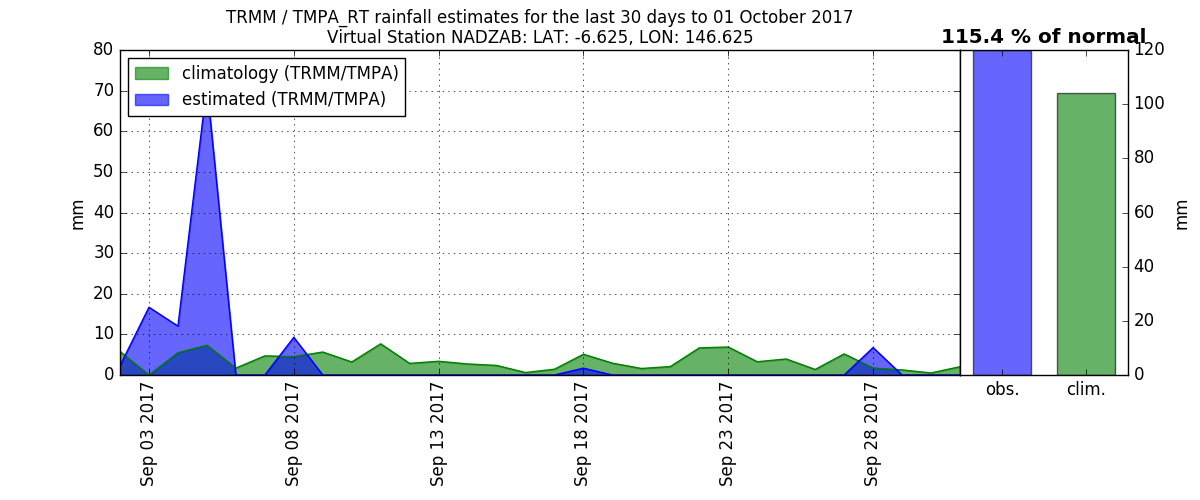 TRMM / TMPA_RT rainfall estimates for the last 30 days to 01 October 2017
Virtual Station NADZAB: LAT: -6.625, LON: 146.625
115.4 % of normal
climatology (TRMM/TMPA)
estimated (TRMM/TMPA)
mm
80
70
60
50
40
30
20
10
0
Sep 03 2017
Sep 08 2017
Sep 13 2017
Sep 18 2017
Sep 23 2017
Sep 28 2017
obs.
clim.
120
100
80
60
40
20
0
mm